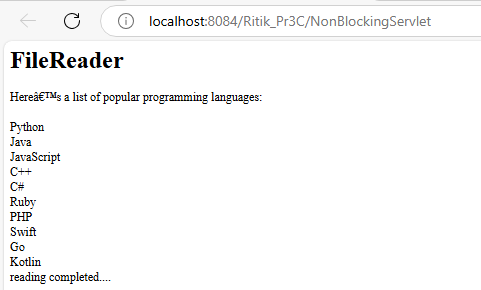 localhost:8084/Ritik_Pr3C/NonBlockingServlet
FileReader
Hereâ€™s a list of popular programming languages:
Python
Java
JavaScript
C++
C#
Ruby
PHP
Swift
Go
Kotlin
reading completed....